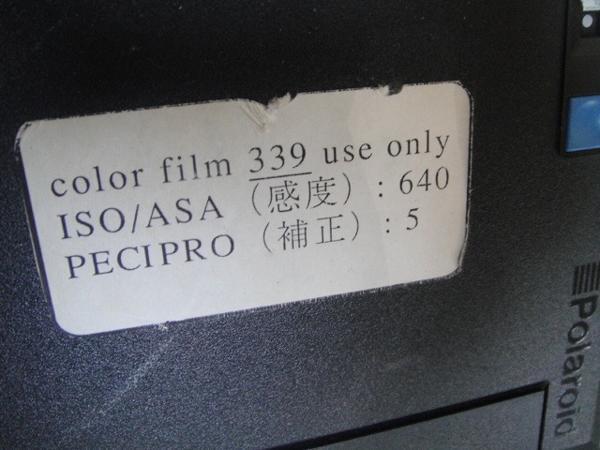 color film 339 use only
ISO/ASA (感度) : 640
PECIPRO (補正) : 5
Polaroid